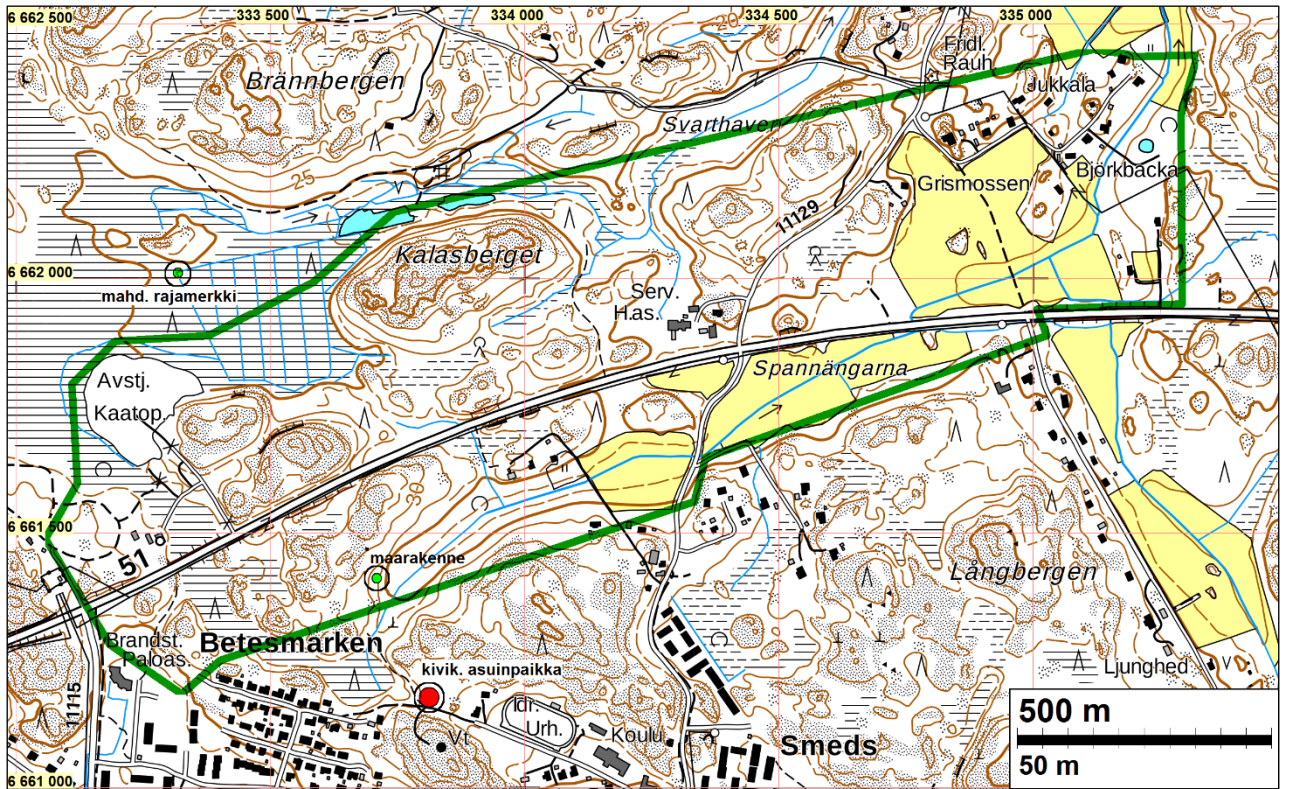 6 662 500
333 500
334 000
334 500
335 000
20
Fridl.
Rauh.
Brännbergen
Jukkala
Svarthaven
Björkbacka
Grismossen
25
11129
Kalasberget
6 662 000
mahd. rajamerkki
Serv.
H.as.
Spannängarna
Avstj.
Kaatop.
30
6 661 500
51
maarakenne
Långbergen
Brandst.
Paloas.
Betesmarken
kivik. asuinpaikka
Ljunghed
11115
Idr.
Urh.
Vt
Koulu
Smeds
500 m
50 m
6 661 000